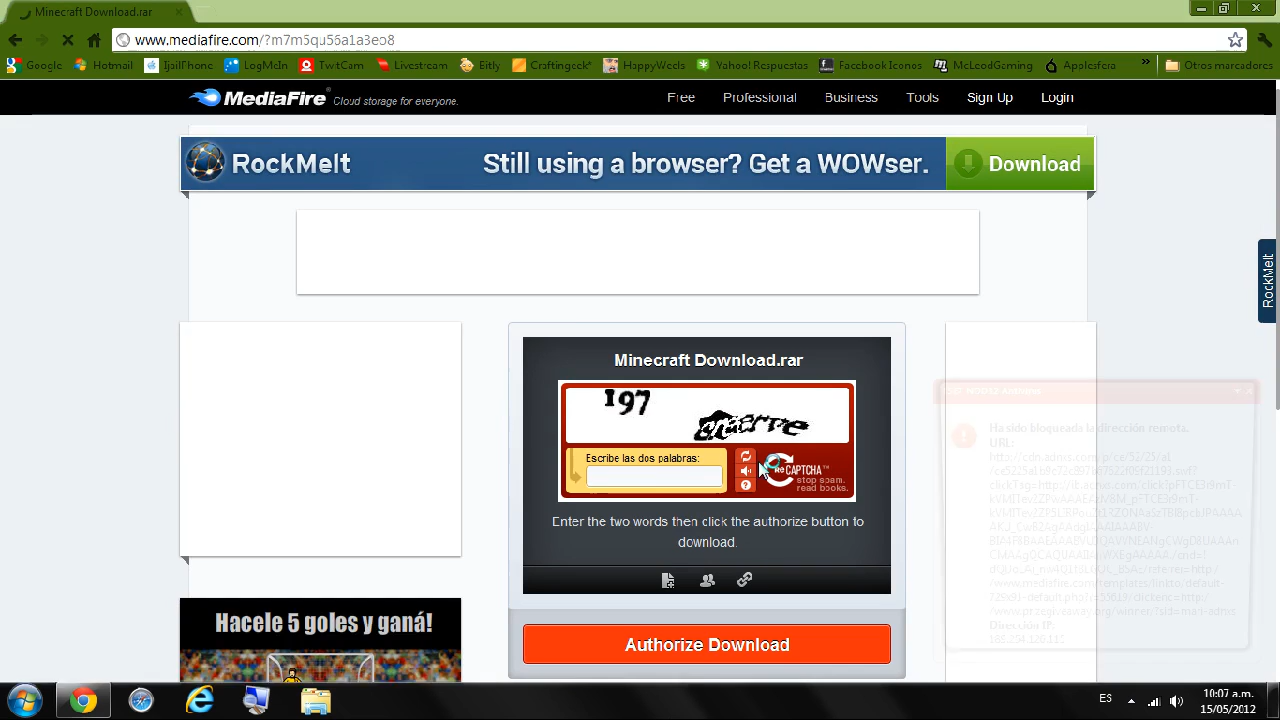 Minecraft Download.rar
www.mediafire.com/?m7m5qu56a1a3eo8
Google Hotmail IjailPhone LogMeIn TwitCam Livestream Bitly Craftingeek* HappyWeels Yahoo! Respuestas Facebook Iconos McLeodGaming Applesfera » Otros marcadores
MediaFire Cloud storage for everyone. Free Professional Business Tools Sign Up Login
RockMelt Still using a browser? Get a WOWser. Download
RockMelt
Minecraft Download.rar
197
Escribe las dos palabras:
reCAPTCHA™
stop spam.
read books.
Enter the two words then click the authorize button to
download.
Authorize Download
Hacele 5 goles y ganá!
Ha sido bloqueada la dirección remota.
URL:
Dirección IP:
ES 10:07 a.m.
15/05/2012